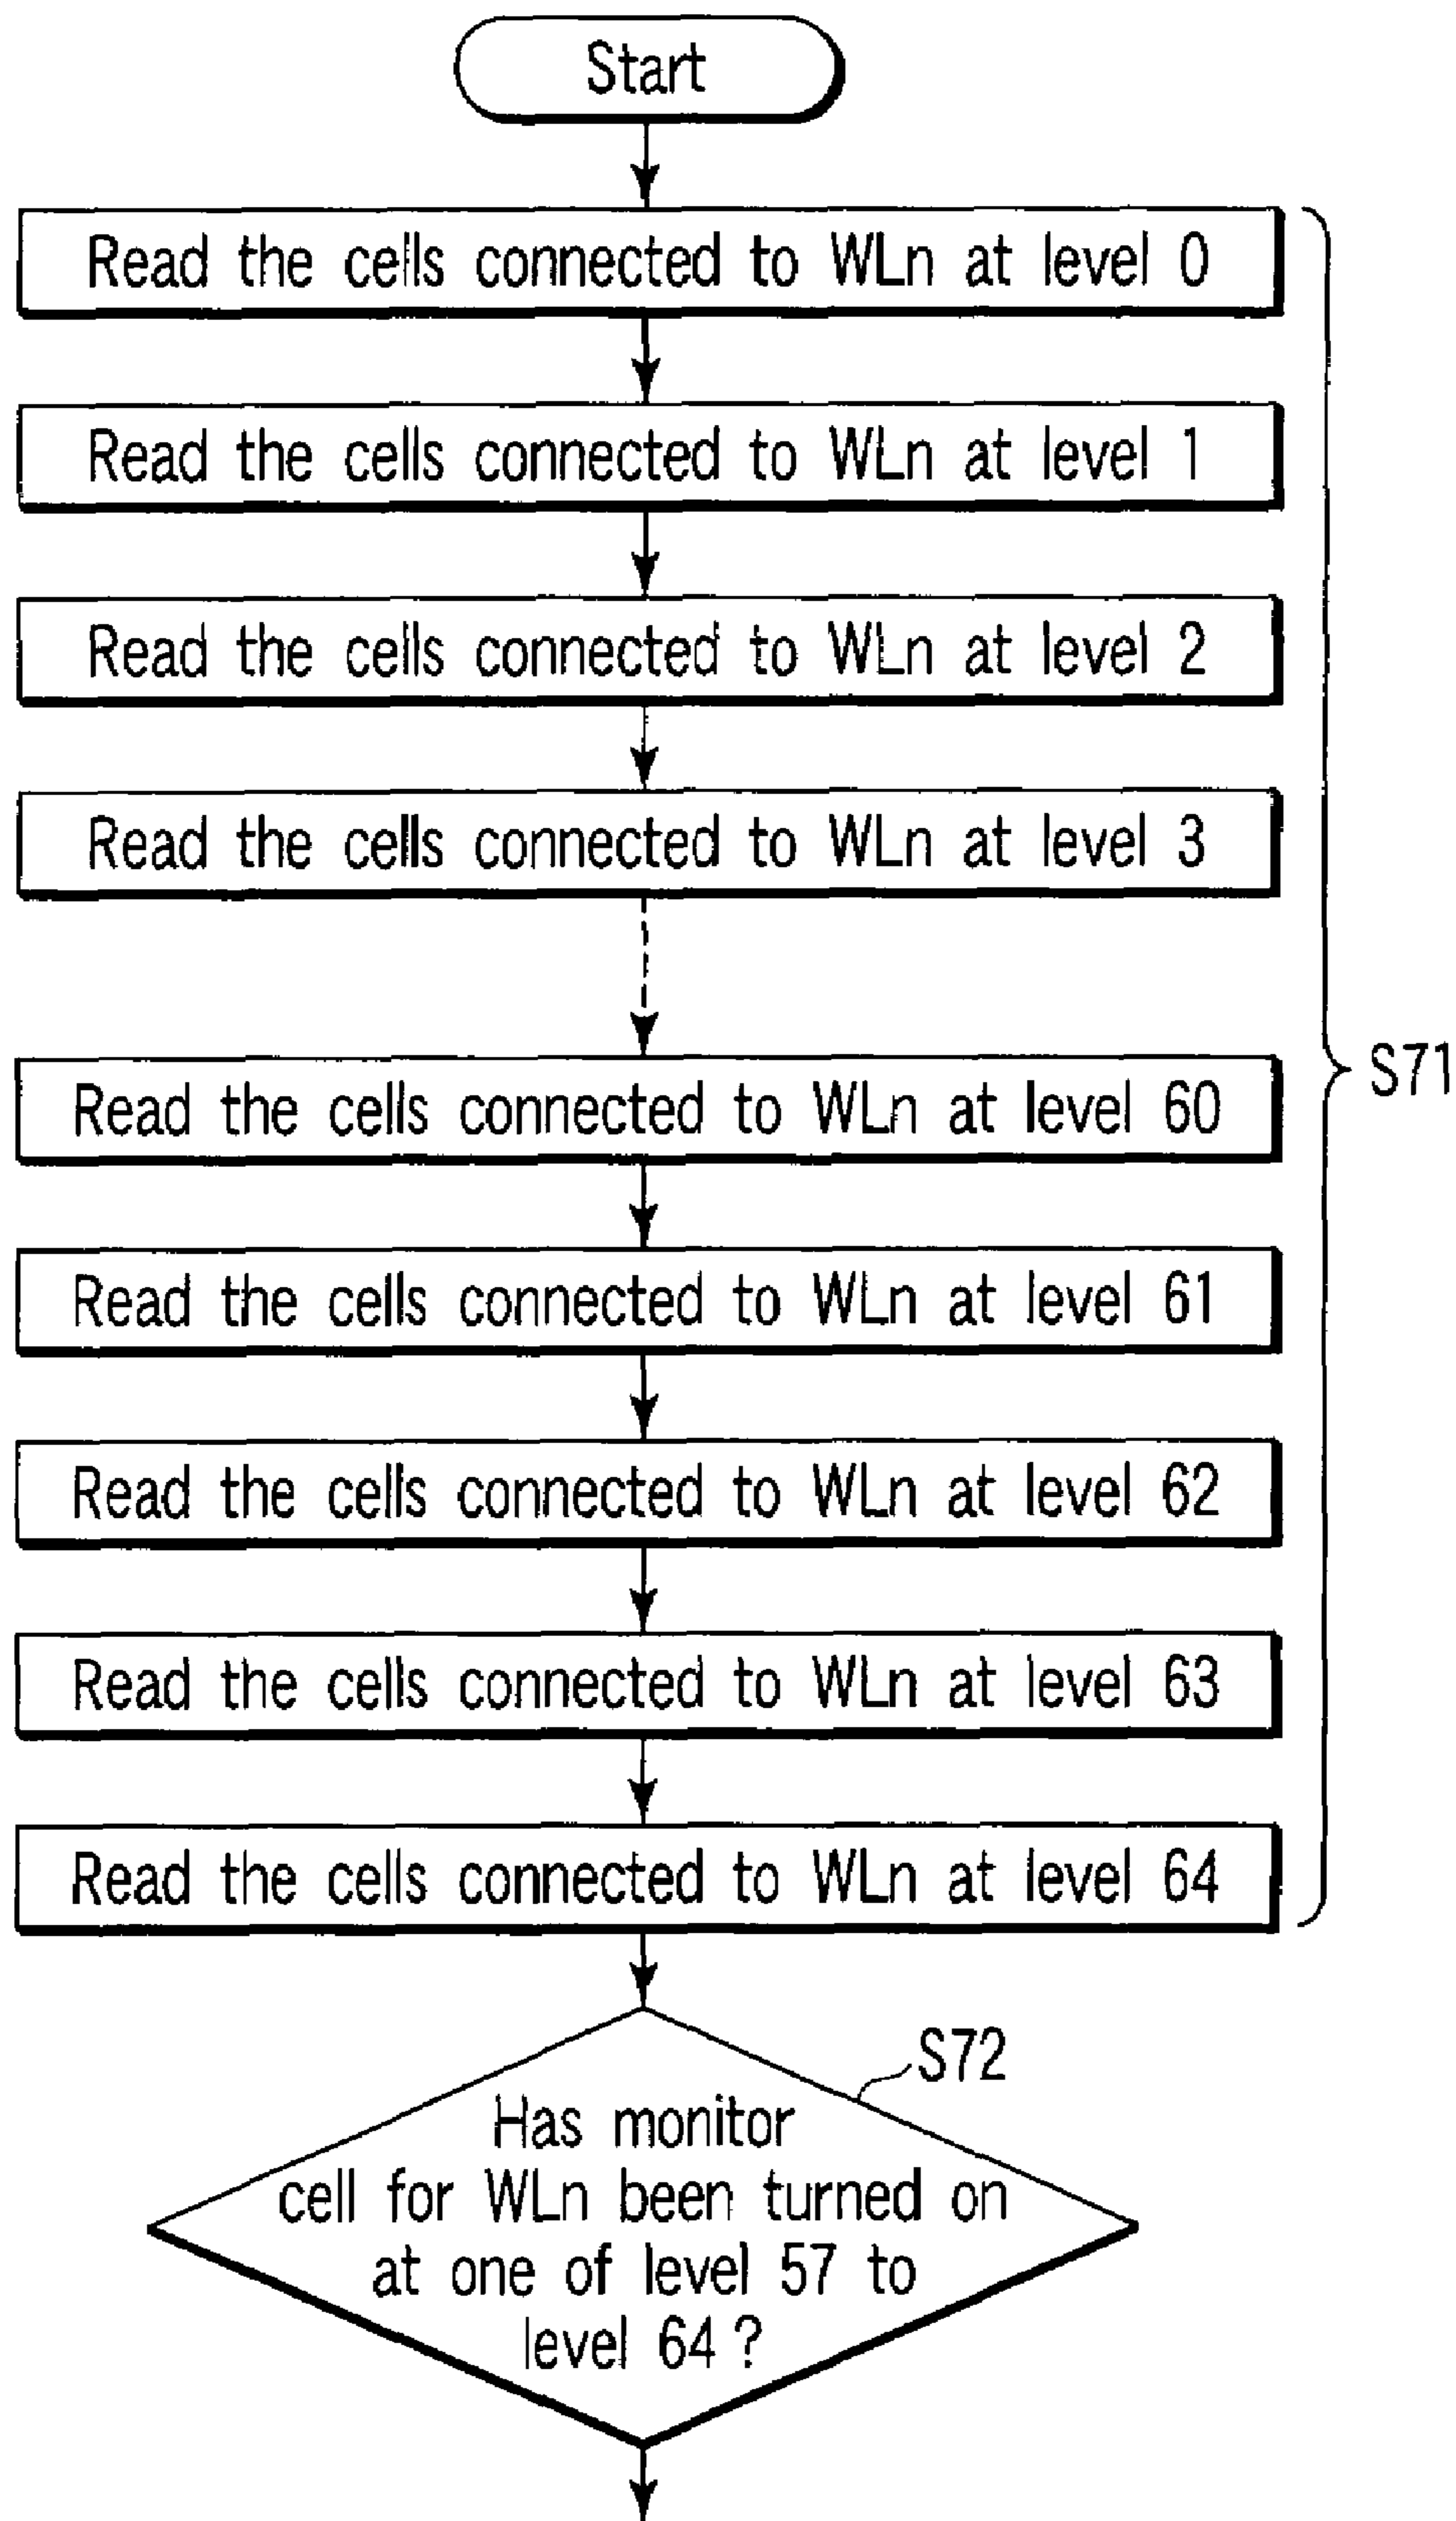 Start
Read the cells connected to WLn at level 0
Read the cells connected to WLn at level 1
Read the cells connected to WLn at level 2
Read the cells connected to WLn at level 3
S71
Read the cells connected to WLn at level 60
Read the cells connected to WLn at level 61
Read the cells connected to WLn at level 62
Read the cells connected to WLn at level 63
Read the cells connected to WLn at level 64
S72
Has monitor
cell for WLn been turned on
at one of level 57 to
level 64 ?